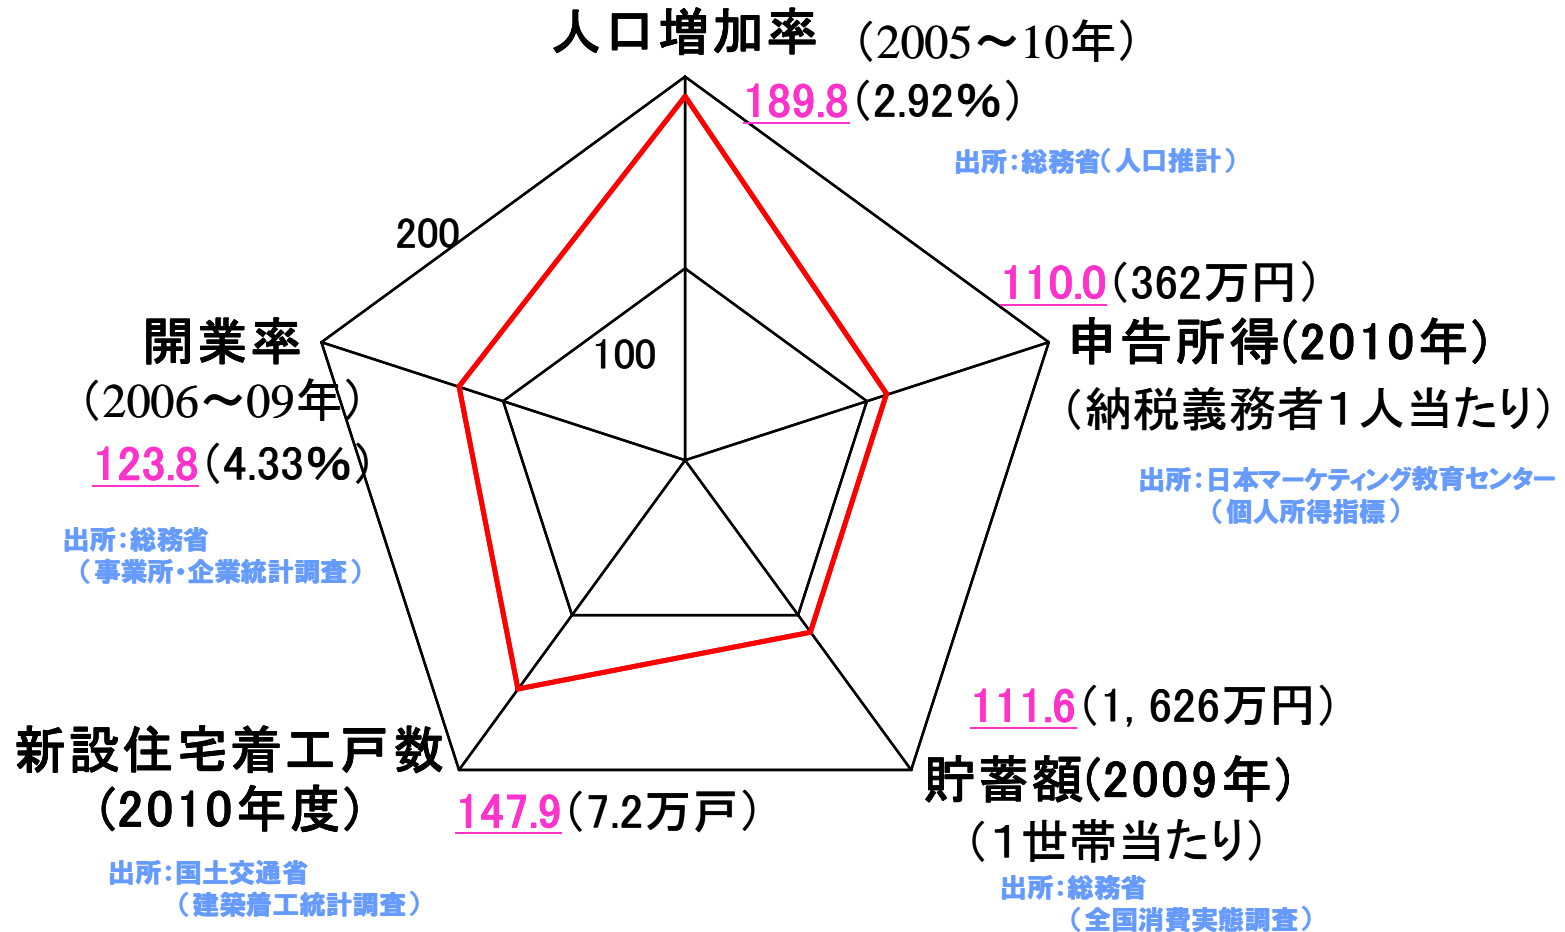 人口増加率 (2005～10年)
189.8(2.92%)
出所：総務省(人口推計)
200
110.0(362万円)
申告所得(2010年)
(納税義務者１人当たり)
出所：日本マーケティング教育センター
(個人所得指標)
開業率
(2006～09年)
123.8(4.33%)
出所：総務省
(事業所・企業統計調査)
100
111.6(1,626万円)
貯蓄額(2009年)
(１世帯当たり)
出所：総務省
(全国消費実態調査)
新設住宅着工戸数
(2010年度)
147.9(7.2万戸)
出所：国土交通省
(建築着工統計調査)